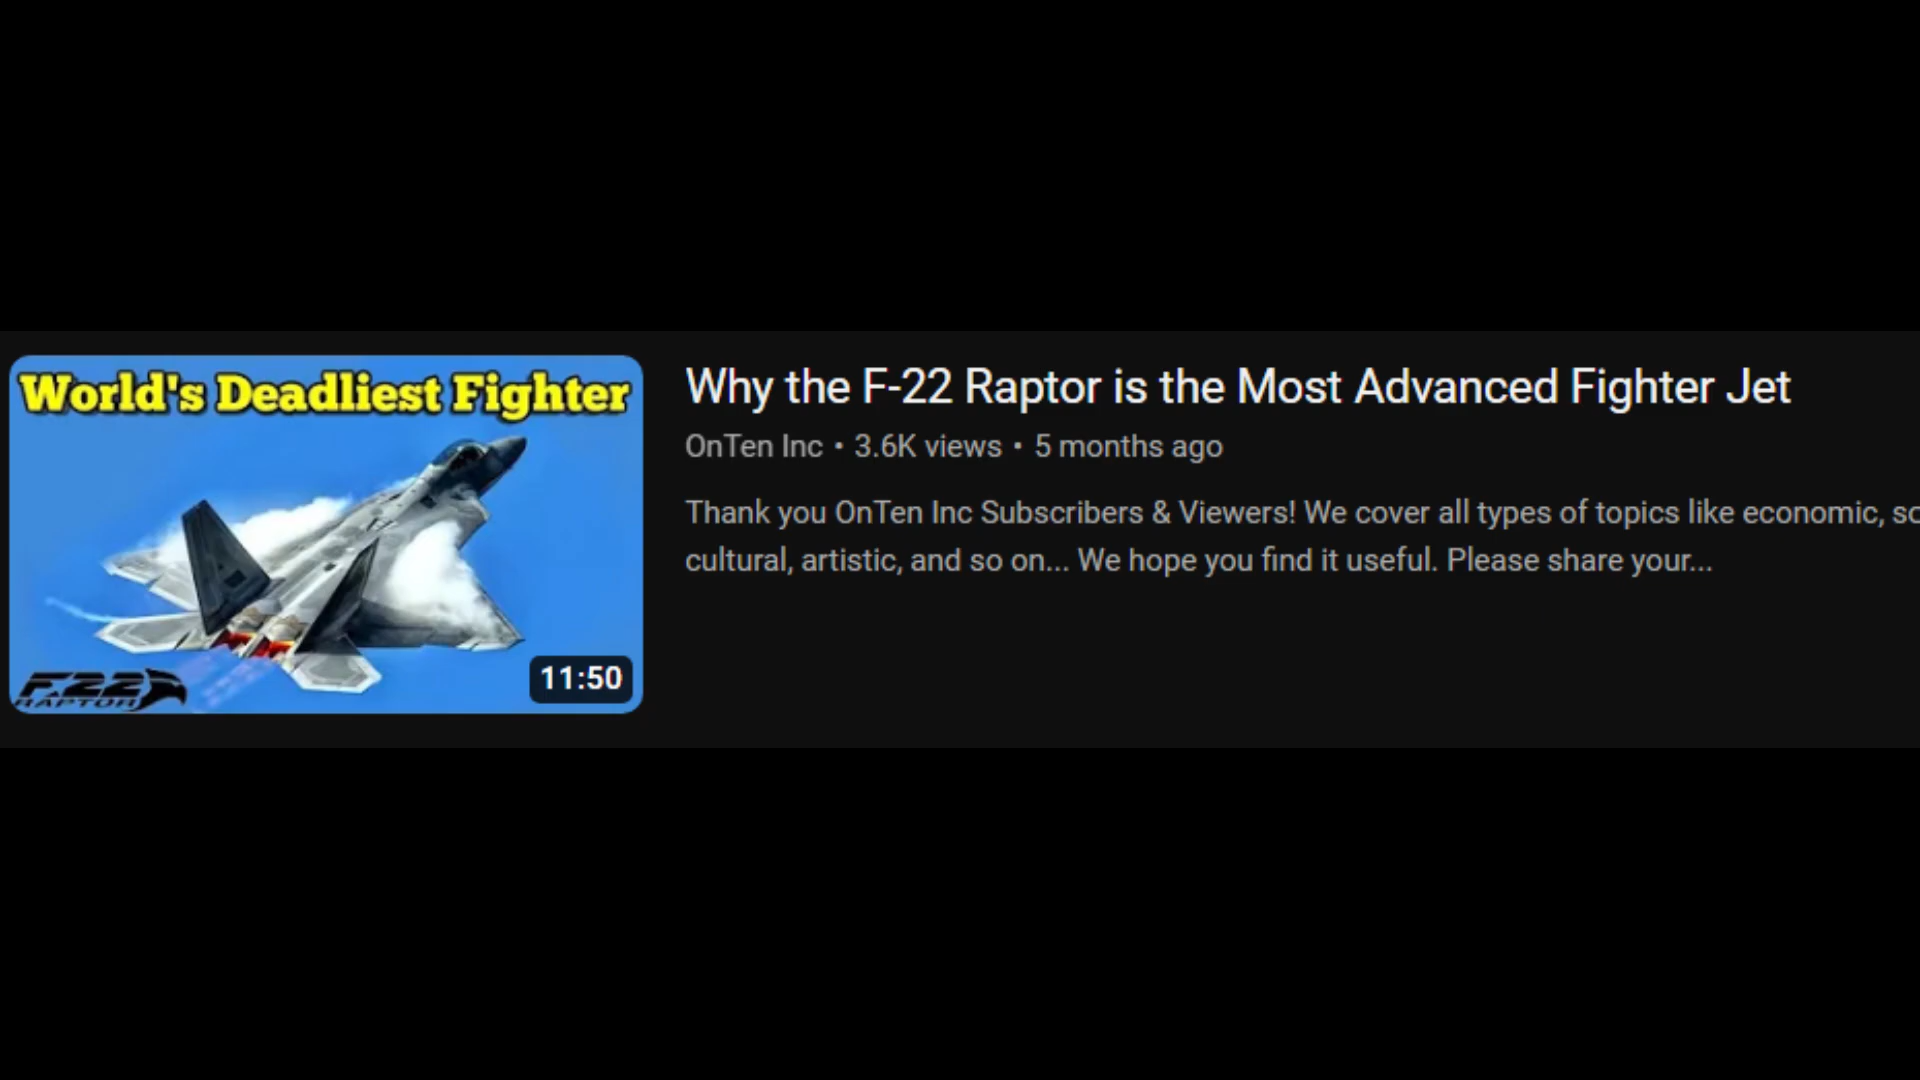 World's Deadliest Fighter
F-22
RAPTOR
11:50
Why the F-22 Raptor is the Most Advanced Fighter Jet
OnTen Inc • 3.6K views • 5 months ago
Thank you OnTen Inc Subscribers & Viewers! We cover all types of topics like economic,
cultural, artistic, and so on... We hope you find it useful. Please share your...